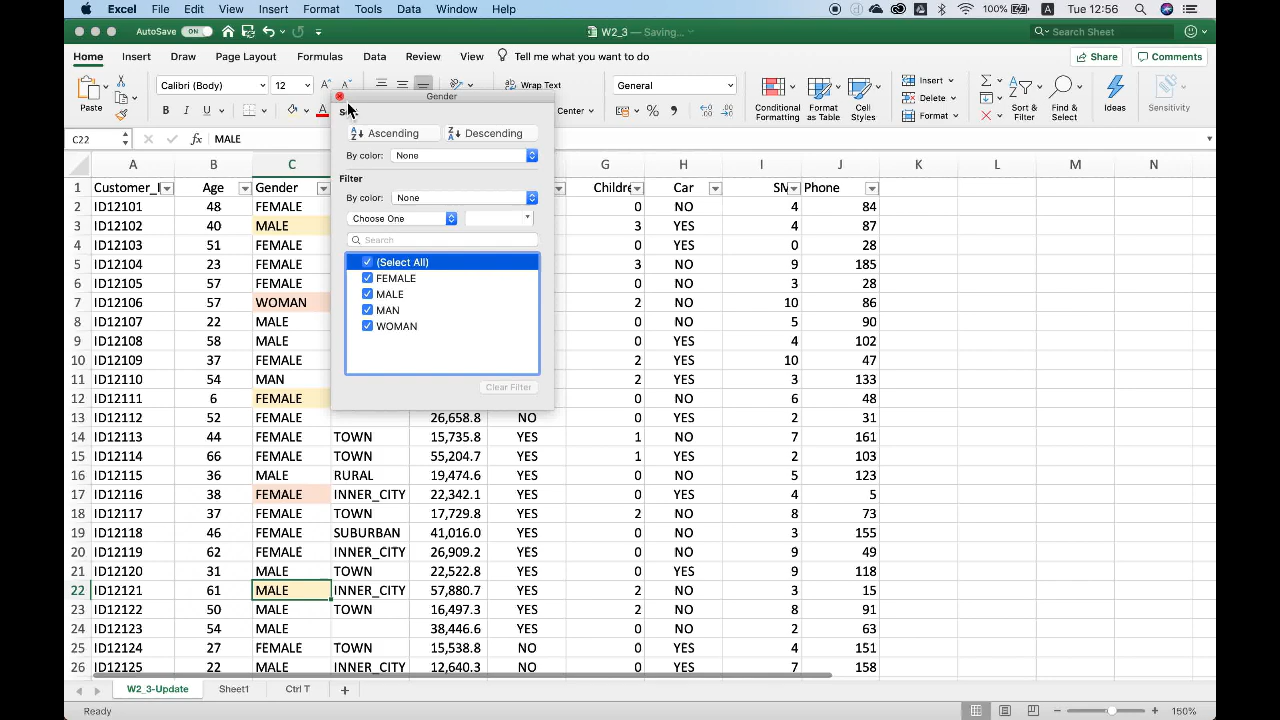 Excel File Edit View Insert Format Tools Data Window Help 100% A Tue 12:56
AutoSave ON W2_3 — Saving... Search Sheet
Home Insert Draw Page Layout Formulas Data Review View Tell me what you want to do Share Comments
Paste Calibri (Body) 12 A A Wrap Text General Conditional Formatting Format as Table Cell Styles Insert Delete Format Sort & Filter Find & Select Ideas Sensitivity
B I U Center % 
C22 fx MALE
Gender
Ascending Descending
By color: None
Filter
By color: None
Choose One
Search
(Select All)
FEMALE
MALE
MAN
WOMAN
Clear Filter
A B C G H I J K L M N
1 Customer_I Age Gender Childre Car SN Phone
2 ID12101 48 FEMALE 0 NO 4 84
3 ID12102 40 MALE 3 YES 4 87
4 ID12103 51 FEMALE 0 YES 0 28
5 ID12104 23 FEMALE 3 NO 9 185
6 ID12105 57 FEMALE 0 NO 3 28
7 ID12106 57 WOMAN 2 NO 10 86
8 ID12107 22 MALE 0 NO 5 90
9 ID12108 58 MALE 0 YES 4 102
10 ID12109 37 FEMALE 2 YES 10 47
11 ID12110 54 MAN 2 YES 3 133
12 ID12111 6 FEMALE 0 NO 6 48
13 ID12112 52 FEMALE 26,658.8 NO 0 YES 2 31
14 ID12113 44 FEMALE TOWN 15,735.8 YES 1 NO 7 161
15 ID12114 66 FEMALE TOWN 55,204.7 YES 1 YES 2 103
16 ID12115 36 MALE RURAL 19,474.6 YES 0 NO 5 123
17 ID12116 38 FEMALE INNER_CITY 22,342.1 YES 0 YES 4 5
18 ID12117 37 FEMALE TOWN 17,729.8 YES 2 NO 8 73
19 ID12118 46 FEMALE SUBURBAN 41,016.0 YES 0 NO 3 155
20 ID12119 62 FEMALE INNER_CITY 26,909.2 YES 0 NO 9 49
21 ID12120 31 MALE TOWN 22,522.8 YES 0 YES 9 118
22 ID12121 61 MALE INNER_CITY 57,880.7 YES 2 NO 3 15
23 ID12122 50 MALE TOWN 16,497.3 YES 2 NO 8 91
24 ID12123 54 MALE 38,446.6 YES 0 NO 2 63
25 ID12124 27 FEMALE TOWN 15,538.8 NO 0 YES 4 151
26 ID12125 22 MALE INNER_CITY 12,640.3 YES 2 YES 7 158
W2_3-Update Sheet1 Ctrl T +
Ready 150%